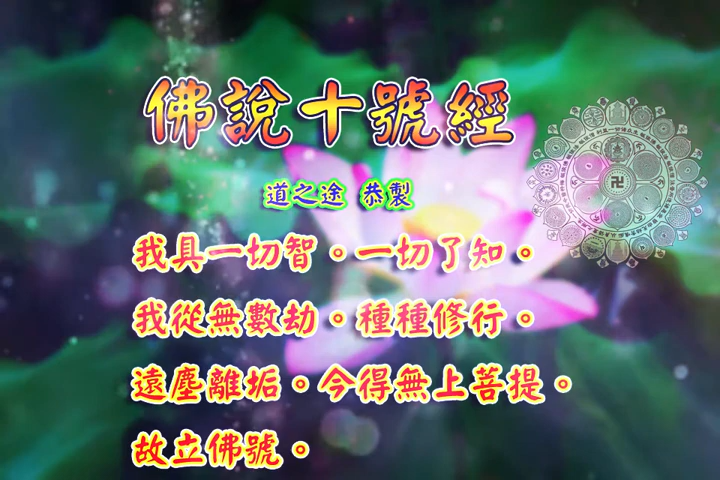 佛說十號經
道之途 恭製
我具一切智。一切了知。
我從無數劫。種種修行。
遠塵離垢。今得無上菩提。
故立佛號。